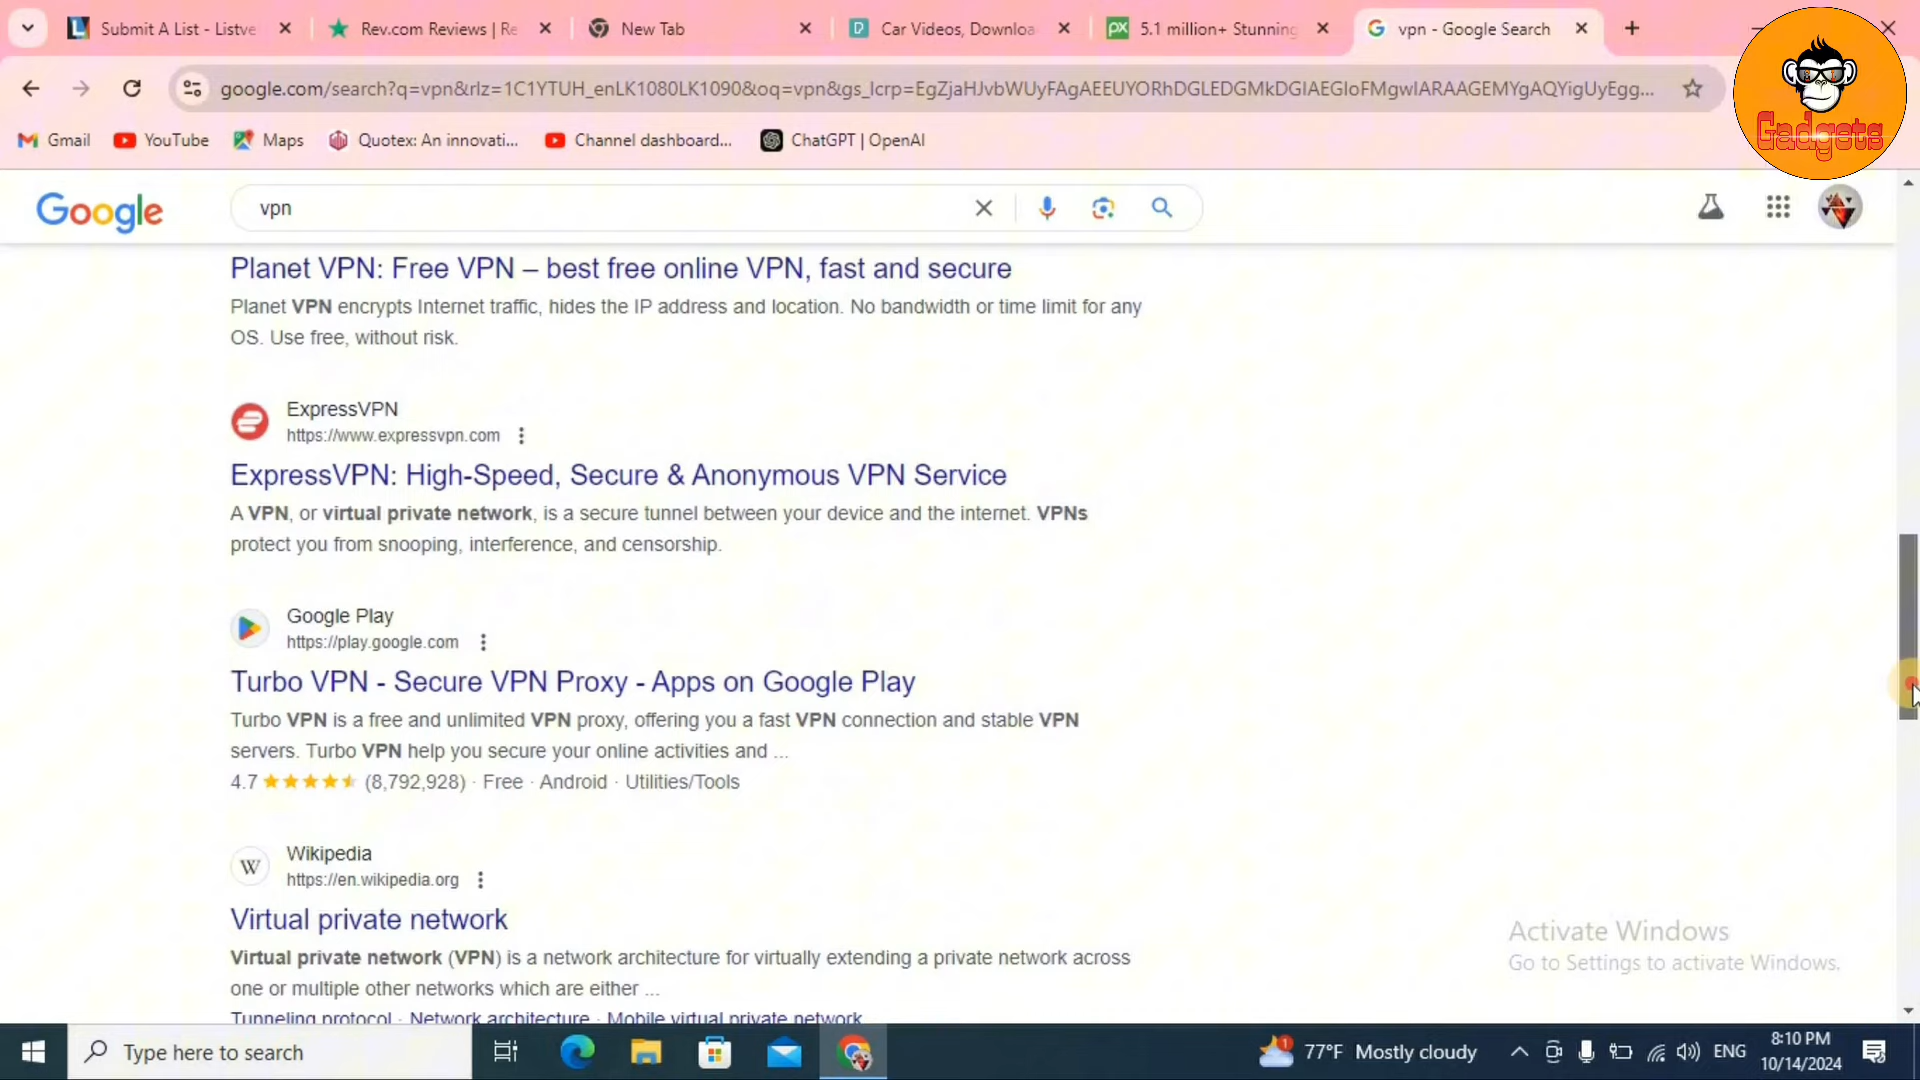 Submit A List - Listve
Rev.com Reviews | Re
New Tab
Car Videos, Downloa
5.1 million+ Stunning
vpn - Google Search
google.com/search?q=vpn&rlz=1C1YTUH_enLK1080LK1090&oq=vpn&gs_lcrp=EgZjaHJvbWUyFAgAEEUYORhDGLEDGMkDGIAEGIoFMgwIARAAGEMYgAQYigUyEgg...
Gadgets
Gmail
YouTube
Maps
Quotex: An innovati...
Channel dashboard...
ChatGPT | OpenAI
Google
vpn
Planet VPN: Free VPN – best free online VPN, fast and secure
Planet VPN encrypts Internet traffic, hides the IP address and location. No bandwidth or time limit for any
OS. Use free, without risk.
ExpressVPN
https://www.expressvpn.com
ExpressVPN: High-Speed, Secure & Anonymous VPN Service
A VPN, or virtual private network, is a secure tunnel between your device and the internet. VPNs
protect you from snooping, interference, and censorship.
Google Play
https://play.google.com
Turbo VPN - Secure VPN Proxy - Apps on Google Play
Turbo VPN is a free and unlimited VPN proxy, offering you a fast VPN connection and stable VPN
servers. Turbo VPN help you secure your online activities and ...
4.7 (8,792,928) · Free · Android · Utilities/Tools
W
Wikipedia
https://en.wikipedia.org
Virtual private network
Virtual private network (VPN) is a network architecture for virtually extending a private network across
one or multiple other networks which are either ...
Tunneling protocol · Network architecture · Mobile virtual private network
Activate Windows
Go to Settings to activate Windows.
Type here to search
1
77°F Mostly cloudy
ENG
8:10 PM
10/14/2024